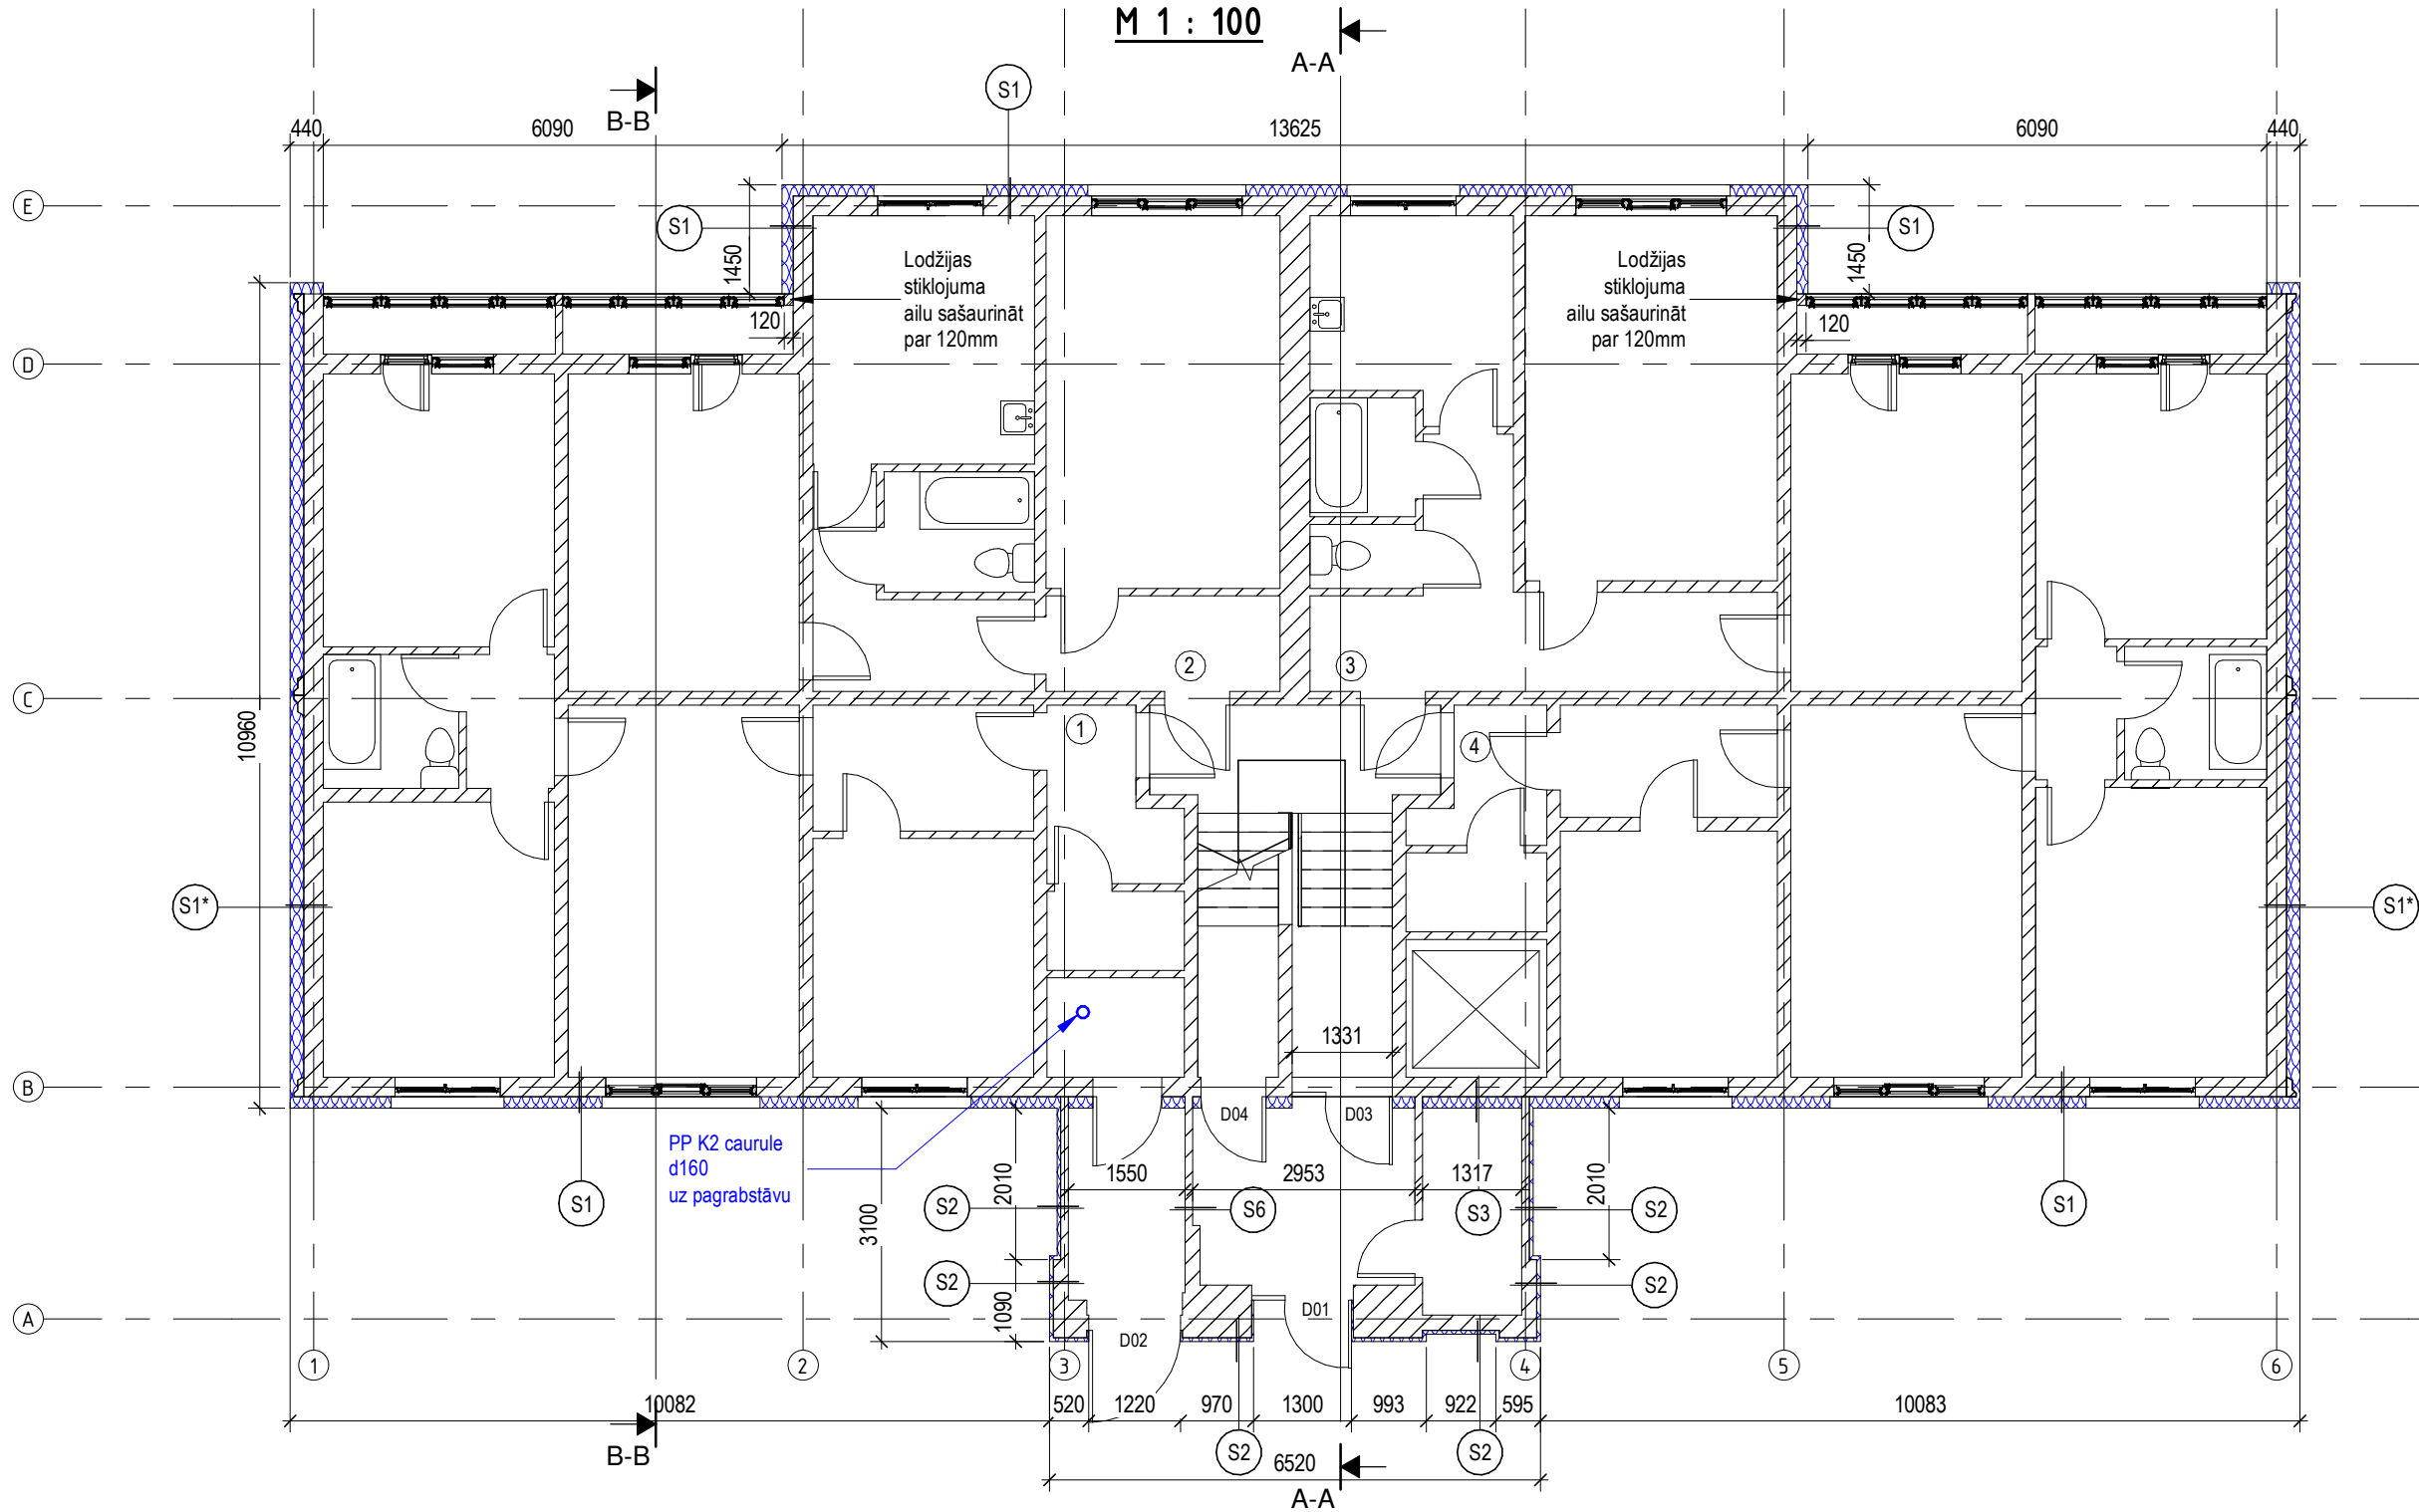 M 1 : 100
A-A
B-B
S1
440
6090
13625
6090
440
E
S1
S1
1450
1450
Lodžijas
stiklojuma
ailu sašaurināt
par 120mm
Lodžijas
stiklojuma
ailu sašaurināt
par 120mm
120
120
D
2
3
C
10960
1
4
S1*
S1*
1331
B
D04
D03
PP K2 caurule
d160
uz pagrabstāvu
1550
2953
1317
2010
2010
3100
S1
S2
S6
S3
S2
S1
S2
S2
1090
A
D01
D02
1
2
3
4
5
6
10082
520
1220
970
1300
993
922
595
10083
B-B
S2
S2
6520
A-A